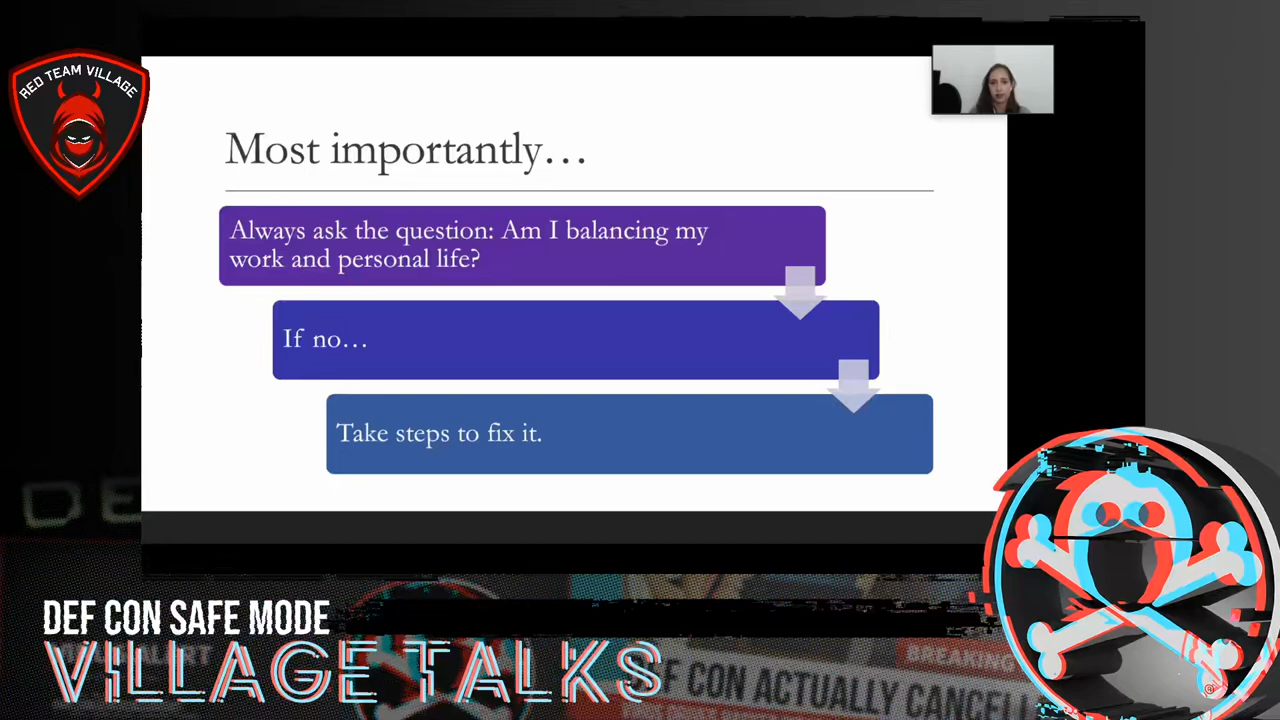 RED TEAM VILLAGE
Most importantly…
Always ask the question: Am I balancing my
work and personal life?
If no…
Take steps to fix it.
DE
DEF CON SAFE MODE
VILLAGE TALKS
BREAKING
F CON ACTUALLY CANCELL